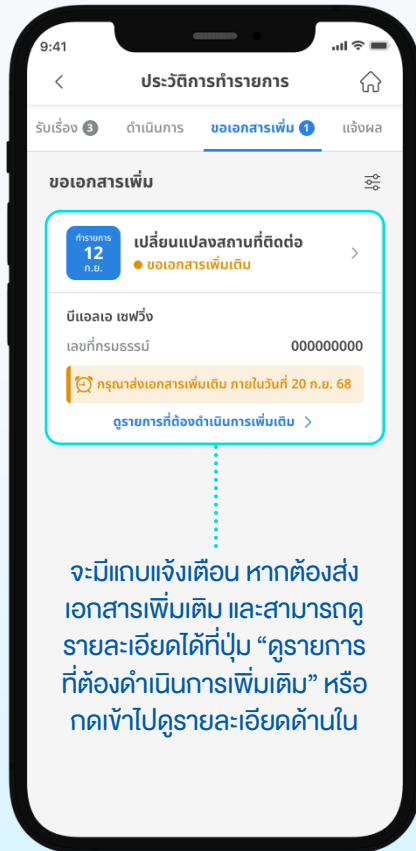 9:41
ประวัติการทำรายการ
รับเรื่อง 3 ดำเนินการ ขอเอกสารเพิ่ม 1 แจ้งผล
ขอเอกสารเพิ่ม
ทำรายการ
12
ก.ย.
เปลี่ยนแปลงสถานที่ติดต่อ
ขอเอกสารเพิ่มเติม
บีแอลเอ เซฟวิ่ง
เลขที่กรมธรรม์ 000000000
กรุณาส่งเอกสารเพิ่มเติม ภายในวันที่ 20 ก.ย. 68
ดูรายการที่ต้องดำเนินการเพิ่มเติม
จะมีแถบแจ้งเตือน หากต้องส่ง
เอกสารเพิ่มเติม และสามารถดู
รายละเอียดได้ที่ปุ่ม “ดูรายการ
ที่ต้องดำเนินการเพิ่มเติม” หรือ
กดเข้าไปดูรายละเอียดด้านใน